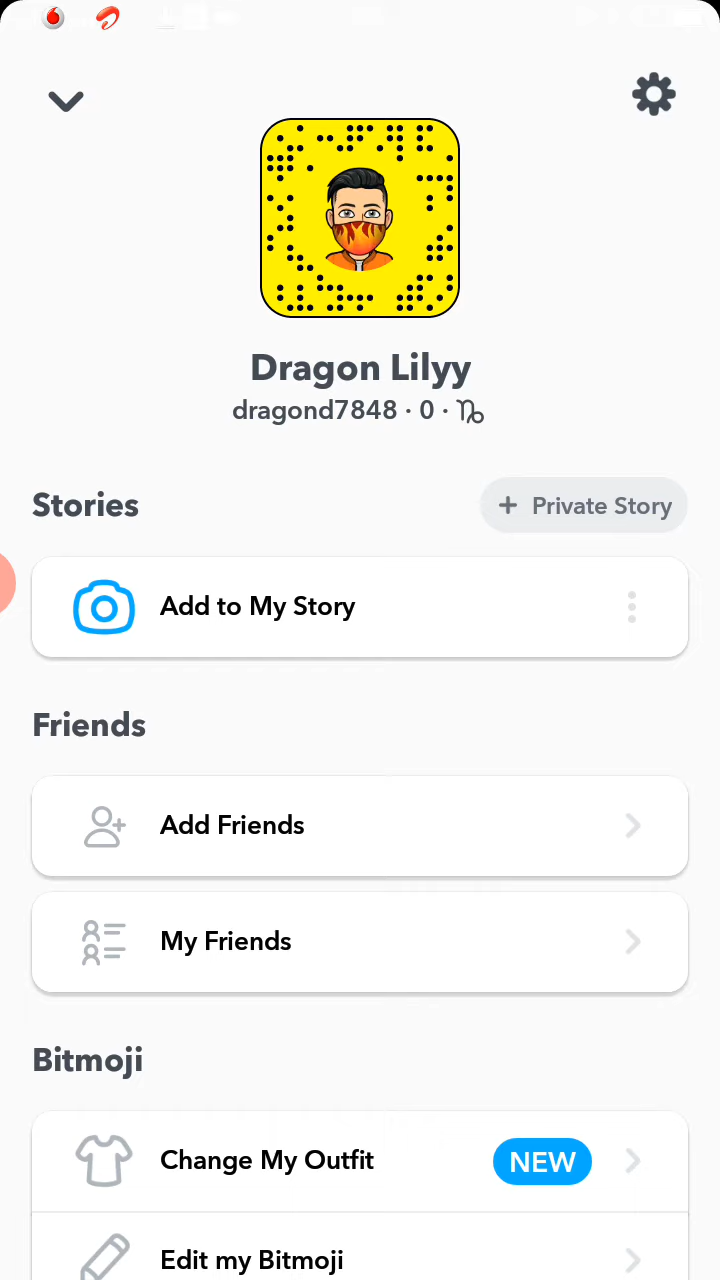 Dragon Lilyy
dragond7848 · 0 · ♑
Stories
+ Private Story
Add to My Story
Friends
Add Friends
My Friends
Bitmoji
Change My Outfit NEW
Edit my Bitmoji